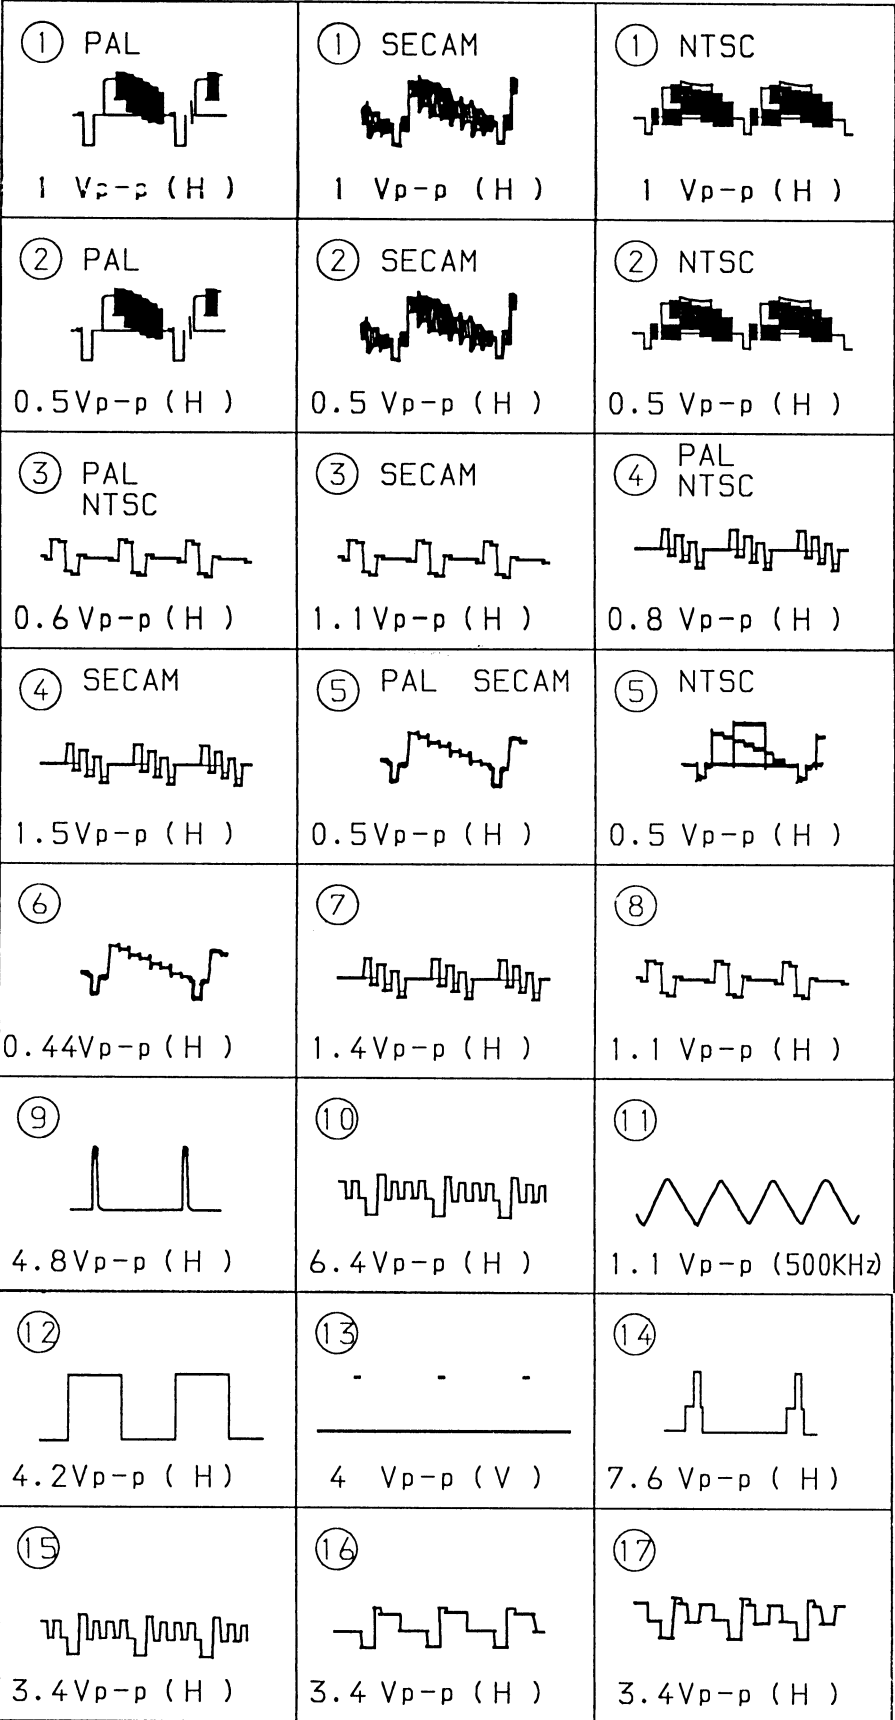 ① PAL
1 Vp-p (H)
① SECAM
1 Vp-p (H)
① NTSC
1 Vp-p (H)
② PAL
0.5Vp-p (H)
② SECAM
0.5 Vp-p (H)
② NTSC
0.5 Vp-p (H)
③ PAL
NTSC
0.6 Vp-p (H)
③ SECAM
1.1Vp-p (H)
④ PAL
NTSC
0.8 Vp-p (H)
④ SECAM
1.5Vp-p (H)
⑤ PAL SECAM
0.5Vp-p (H)
⑤ NTSC
0.5 Vp-p (H)
⑥
0.44Vp-p (H)
⑦
1.4Vp-p (H)
⑧
1.1 Vp-p (H)
⑨
4.8Vp-p (H)
⑩
6.4Vp-p (H)
⑪
1.1 Vp-p (500KHz)
⑫
4.2Vp-p (H)
⑬
4 Vp-p (V)
⑭
7.6 Vp-p (H)
⑮
3.4Vp-p (H)
⑯
3.4 Vp-p (H)
⑰
3.4Vp-p (H)